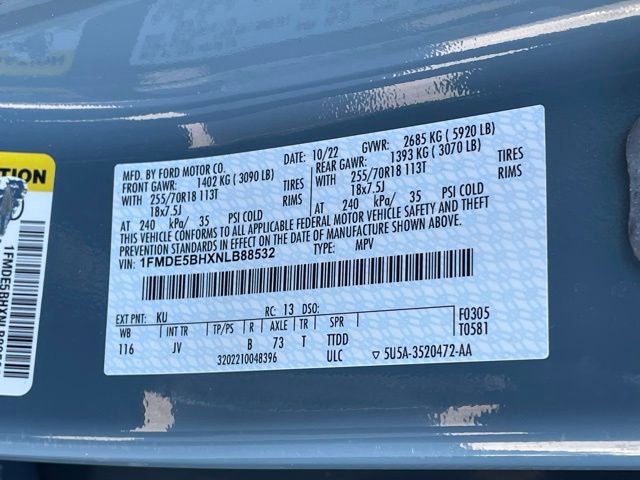 MFG. BY FORD MOTOR CO. DATE: 10/22 GVWR: 2685 KG ( 5920 LB)
FRONT GAWR: 1402 KG ( 3090 LB) REAR GAWR: 1393 KG ( 3070 LB)
WITH 255/70R18 113T TIRES WITH 255/70R18 113T TIRES
18x7.5J RIMS 18x7.5J RIMS
AT 240 kPa/ 35 PSI COLD AT 240 kPa/ 35 PSI COLD
THIS VEHICLE CONFORMS TO ALL APPLICABLE FEDERAL MOTOR VEHICLE SAFETY AND THEFT
PREVENTION STANDARDS IN EFFECT ON THE DATE OF MANUFACTURE SHOWN ABOVE.
VIN: 1FMDE5BHXNLB88532 TYPE: MPV
EXT PNT: KU RC: 13 DSO: F0305
WB INT TR TP/PS R AXLE TR SPR T0581
116 JV B 73 T TTDD
3202210048396 ULC 5U5A-3520472-AA